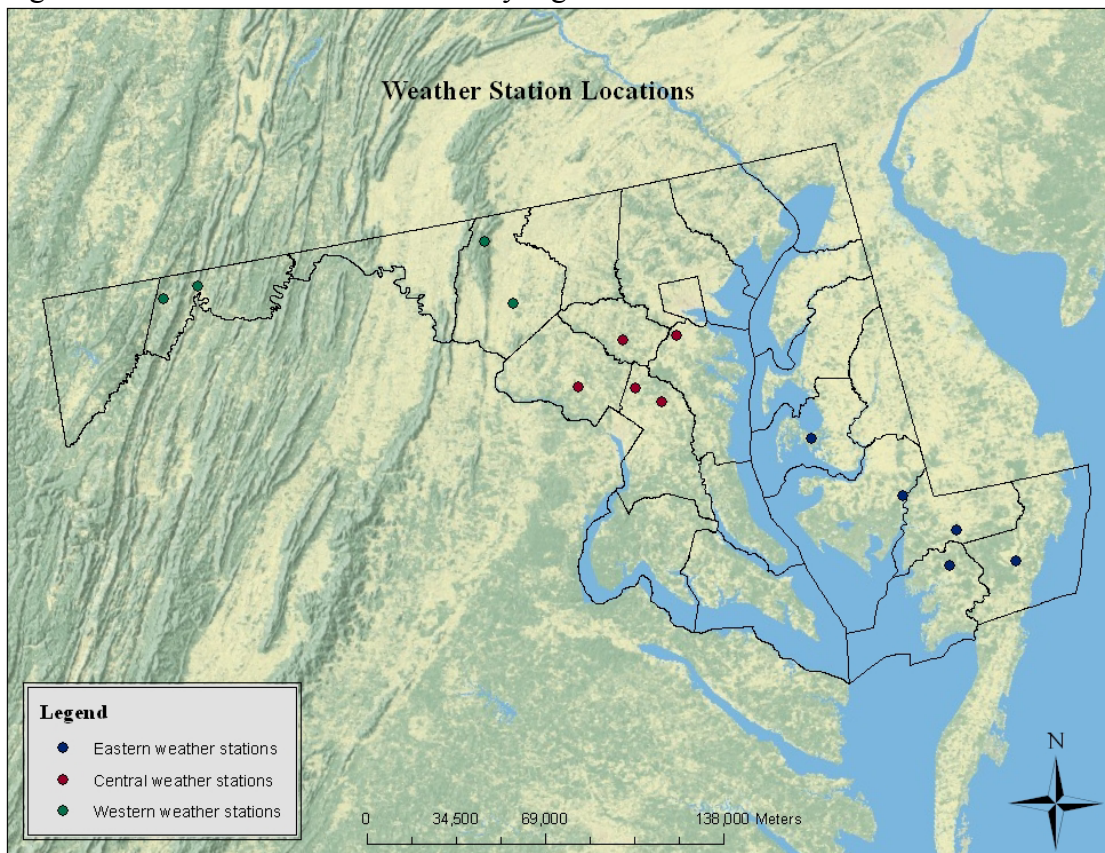 Weather Station Locations
Legend
Eastern weather stations
Central weather stations
Western weather stations
N
0 34,500 69,000 138,000 Meters